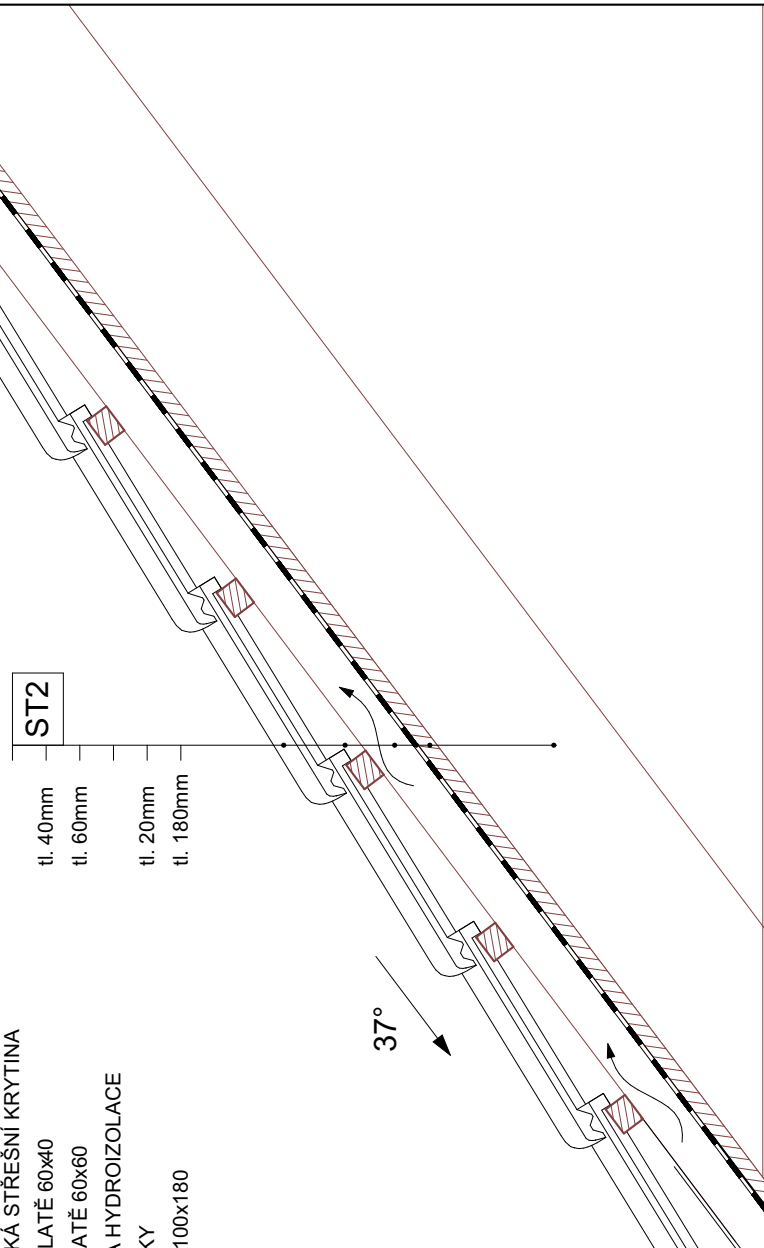 ST2
KÁ STŘEŠNÍ KRYTINA
LATĚ 60x40 tl. 40mm
ATĚ 60x60 tl. 60mm
A HYDROIZOLACE
KY tl. 20mm
100x180 tl. 180mm
37°